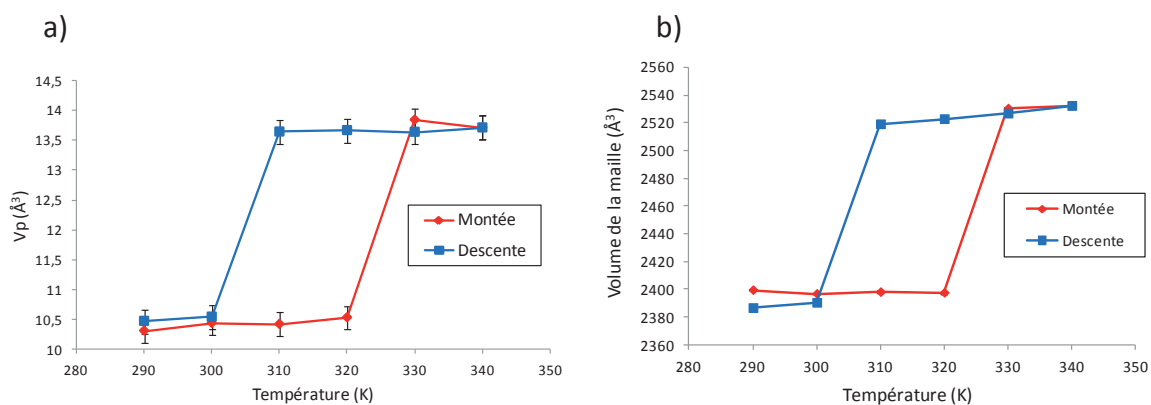 a)
14,5
14
13,5
13
12,5
12
11,5
11
10,5
10
280 290 300 310 320 330 340 350
Vp (Å³)
Température (K)
Montée
Descente
b)
2560
2540
2520
2500
2480
2460
2440
2420
2400
2380
2360
280 290 300 310 320 330 340 350
Volume de la maille (Å³)
Température (K)
Montée
Descente